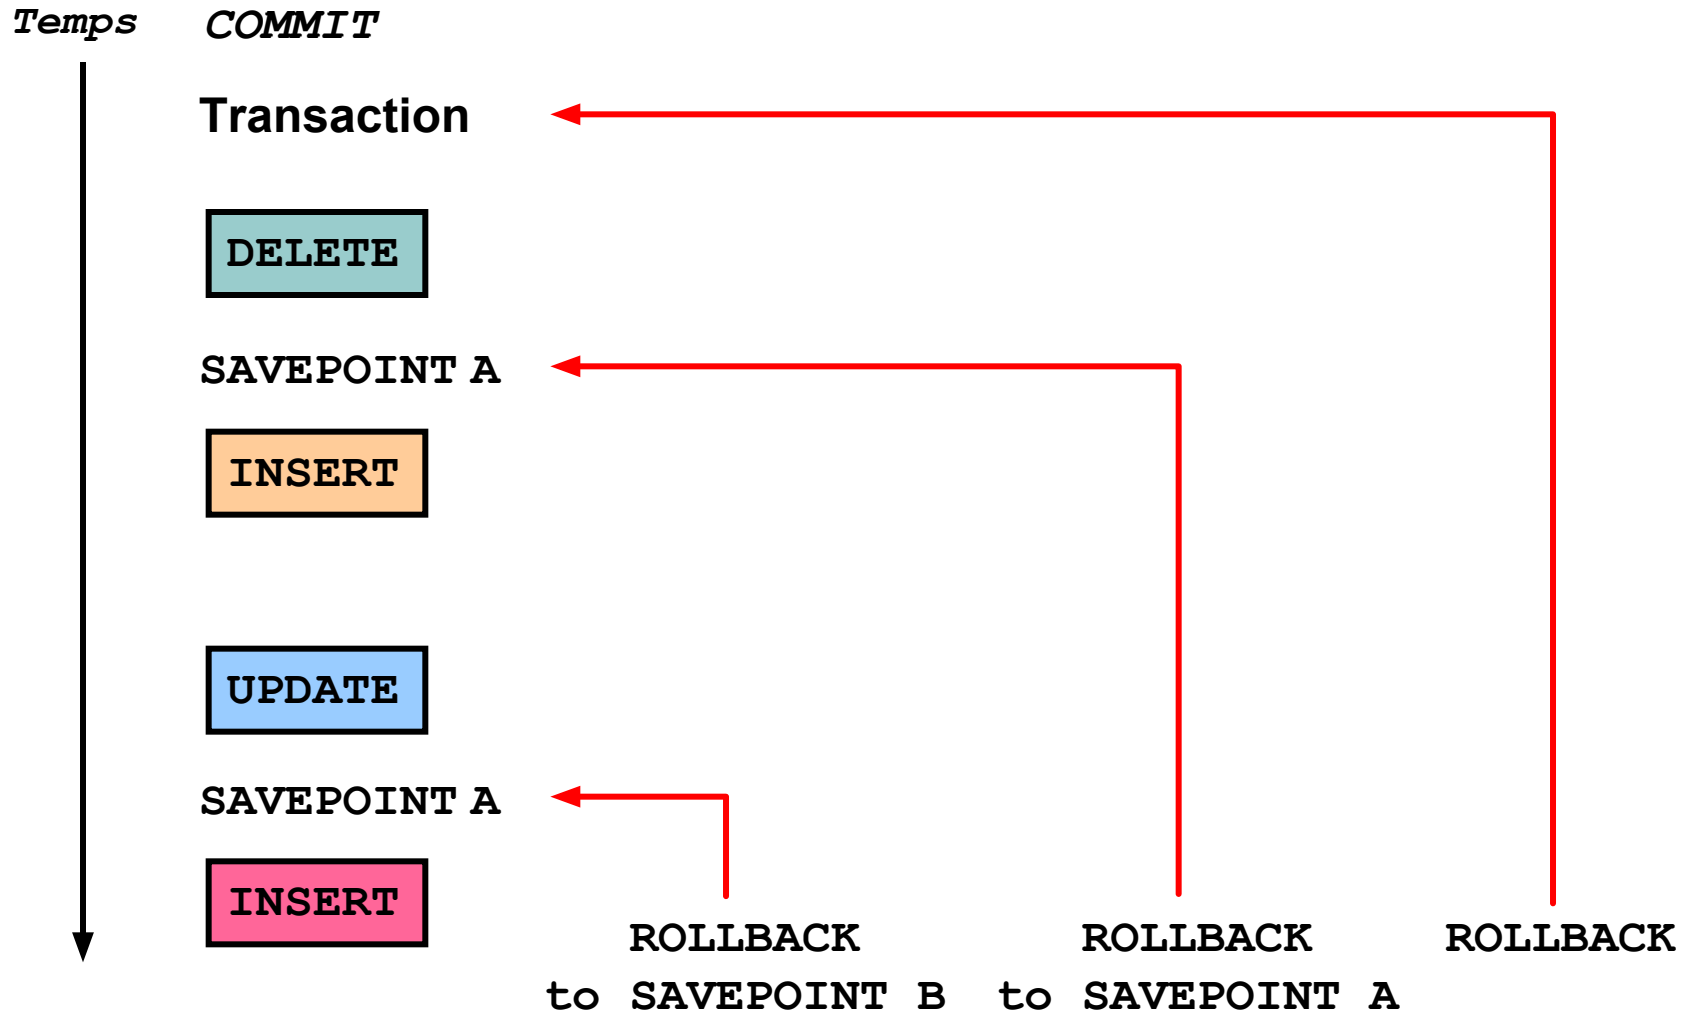 Temps COMMIT
Transaction
DELETE
SAVEPOINT A
INSERT
UPDATE
SAVEPOINT A
INSERT
ROLLBACK
to SAVEPOINT B
ROLLBACK
to SAVEPOINT A
ROLLBACK